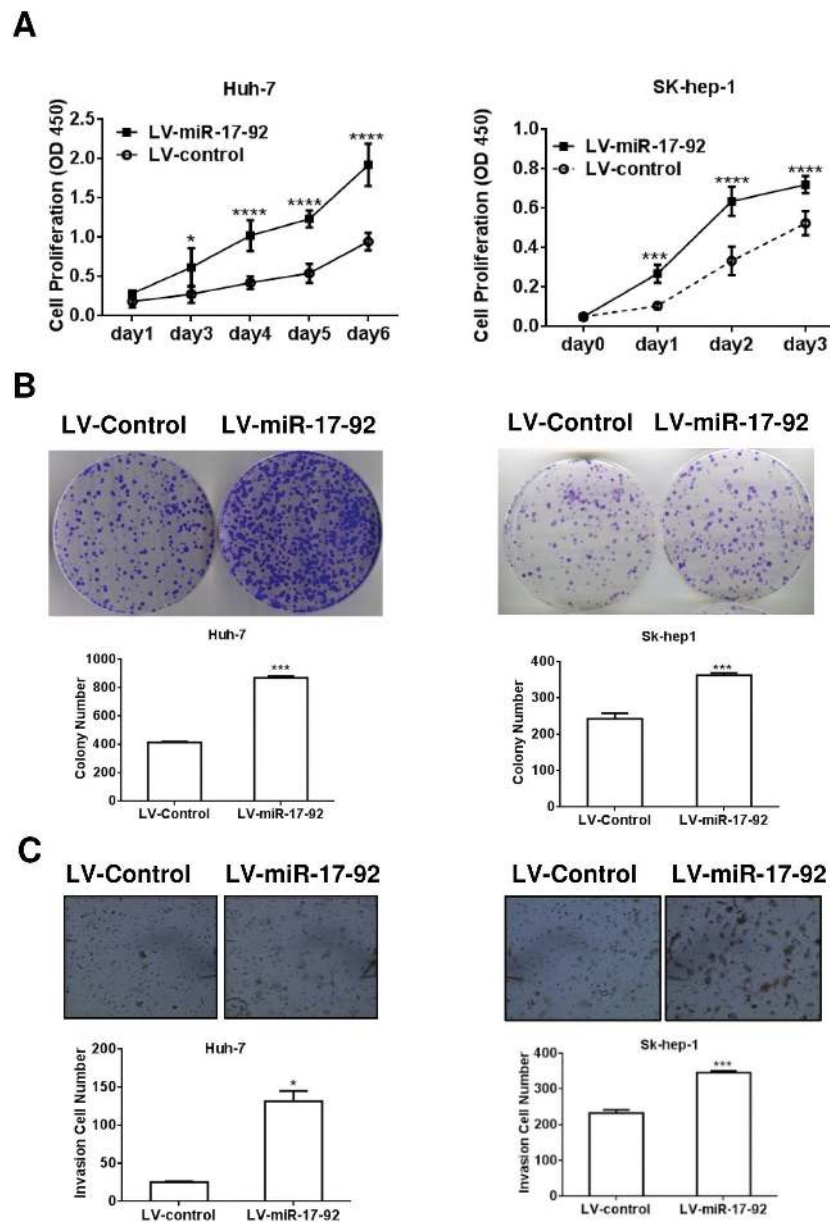 A
Huh-7
Cell Proliferation (OD 450)
2.5
2.0
1.5
1.0
0.5
0.0
LV-miR-17-92
LV-control
*
****
****
****
day1 day3 day4 day5 day6
SK-hep-1
Cell Proliferation (OD 450)
1.0
0.8
0.6
0.4
0.2
0.0
LV-miR-17-92
LV-control
***
****
****
day0 day1 day2 day3
B
LV-Control LV-miR-17-92
Huh-7
Colony Number
1000
800
600
400
200
0
***
LV-Control LV-miR-17-92
LV-Control LV-miR-17-92
Sk-hep1
Colony Number
400
300
200
100
0
***
LV-Control LV-miR-17-92
C
LV-Control LV-miR-17-92
Huh-7
Invasion Cell Number
200
150
100
50
0
*
LV-control LV-miR-17-92
LV-Control LV-miR-17-92
Sk-hep-1
Invasion Cell Number
400
300
200
100
0
***
LV-control LV-miR-17-92